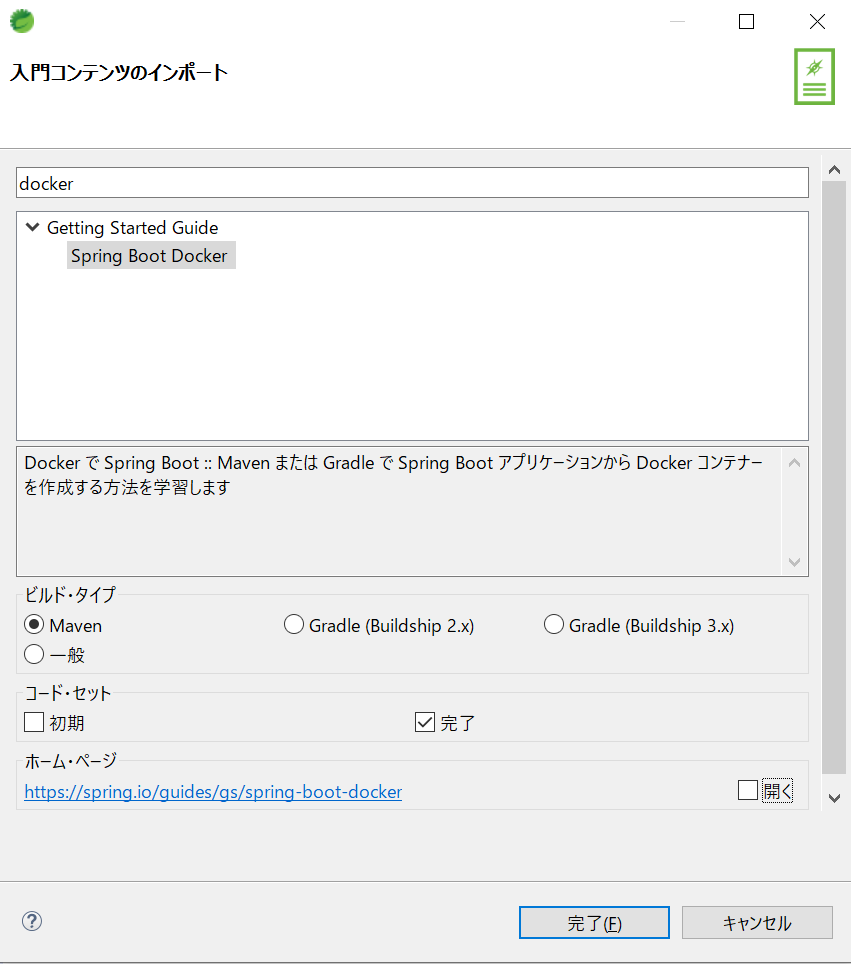 入門コンテンツのインポート
docker
Getting Started Guide
Spring Boot Docker
Docker で Spring Boot :: Maven または Gradle で Spring Boot アプリケーションから Docker コンテナー
を作成する方法を学習します
ビルド・タイプ
Maven
Gradle (Buildship 2.x)
Gradle (Buildship 3.x)
一般
コード・セット
初期
完了
ホーム・ページ
https://spring.io/guides/gs/spring-boot-docker
開く
?
完了(F)
キャンセル